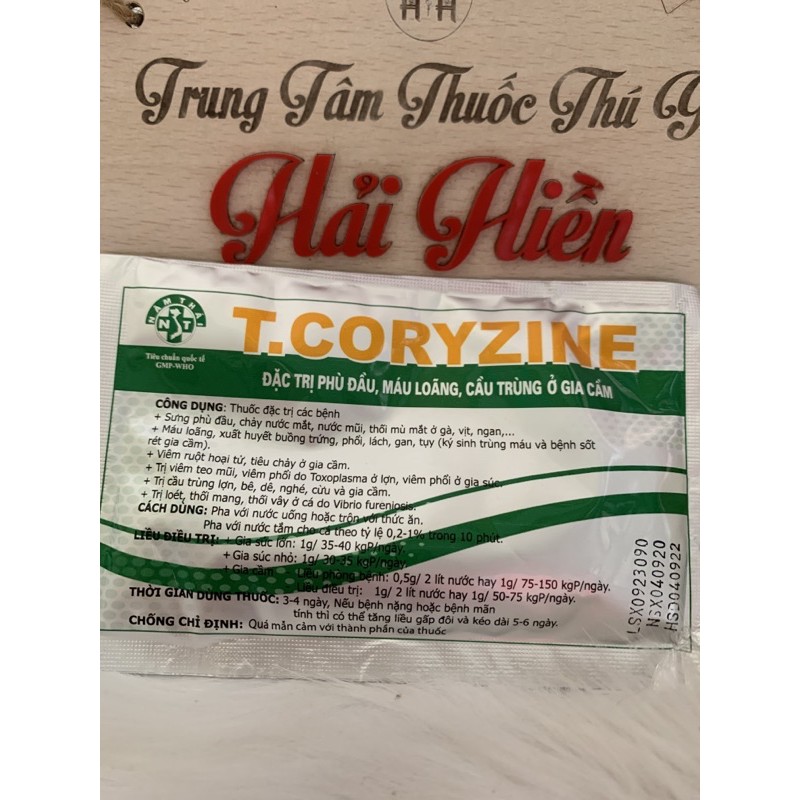 H H
Trung Tâm Thuốc Thú Y
Hải Hiền
NAM THÁI
NST
Tiêu chuẩn quốc tế
GMP-WHO
T.CORYZINE
ĐẶC TRỊ PHÙ ĐẦU, MÁU LOÃNG, CẦU TRÙNG Ở GIA CẦM
CÔNG DỤNG: Thuốc đặc trị các bệnh
+ Sưng phù đầu, chảy nước mắt, nước mũi, thối mù mắt ở gà, vịt, ngan,...
+ Máu loãng, xuất huyết buồng trứng, phổi, lách, gan, tụy (ký sinh trùng máu và bệnh sốt
rét gia cầm).
+ Viêm ruột hoại tử, tiêu chảy ở gia cầm.
+ Trị viêm teo mũi, viêm phổi do Toxoplasma ở lợn, viêm phổi ở gia súc.
+ Trị cầu trùng lợn, bê, dê, nghé, cừu và gia cầm.
+ Trị loét, thối mang, thối vây ở cá do Vibrio fureniosis.
CÁCH DÙNG: Pha với nước uống hoặc trộn với thức ăn.
Pha với nước tắm cho cá theo tỷ lệ 0,2-1% trong 10 phút.
LIỀU ĐIỀU TRỊ: + Gia súc lớn: 1g/ 35-40 kgP/ngày.
+ Gia súc nhỏ: 1g/ 30-35 kgP/ngày.
+ Gia cầm Liều phòng bệnh: 0,5g/ 2 lít nước hay 1g/ 75-150 kgP/ngày.
Liều điều trị: 1g/ 2 lít nước hay 1g/ 50-75 kgP/ngày.
THỜI GIAN DÙNG THUỐC: 3-4 ngày, Nếu bệnh nặng hoặc bệnh mãn
tính thì có thể tăng liều gấp đôi và kéo dài 5-6 ngày.
CHỐNG CHỈ ĐỊNH: Quá mẫn cảm với thành phần của thuốc
LSX0923090
NSX040920
HSD040922